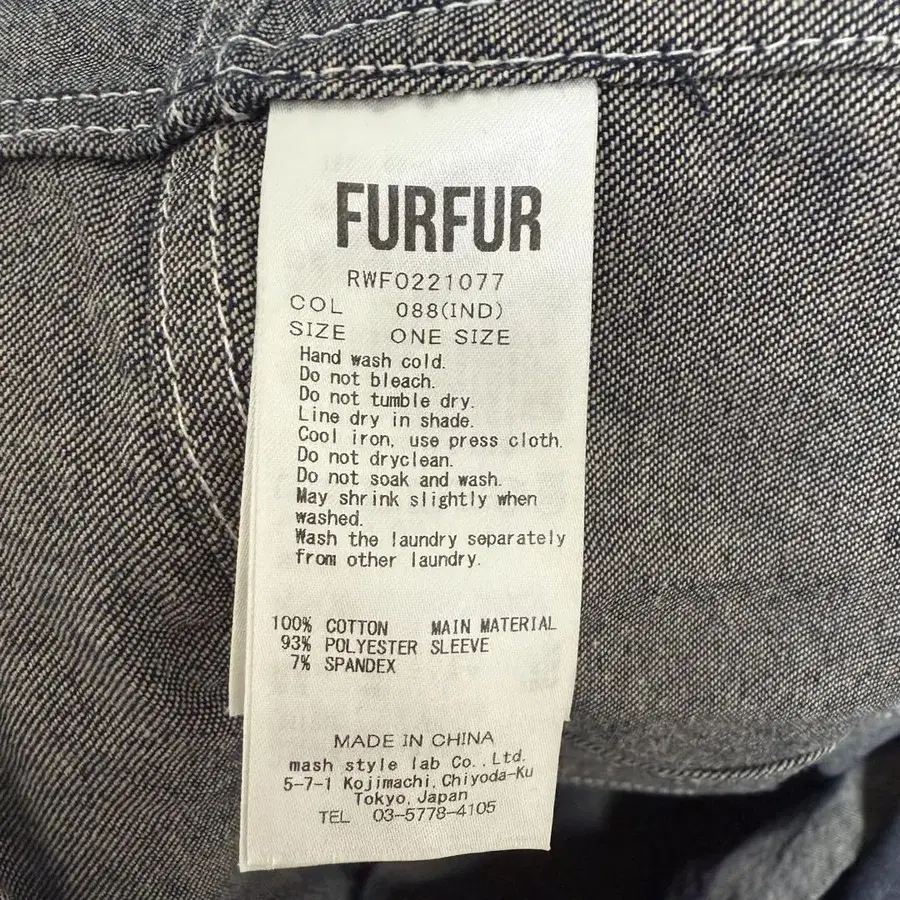 FURFUR
RWF0221077
COL 088(IND)
SIZE ONE SIZE
Hand wash cold.
Do not bleach.
Do not tumble dry.
Line dry in shade.
Cool iron, use press cloth.
Do not dryclean.
Do not soak and wash.
May shrink slightly when
washed.
Wash the laundry separately
from other laundry.
100% COTTON MAIN MATERIAL
93% POLYESTER SLEEVE
7% SPANDEX
MADE IN CHINA
mash style lab Co.,Ltd.
5-7-1 Kojimachi, Chiyoda-Ku
Tokyo, Japan
TEL 03-5778-4105